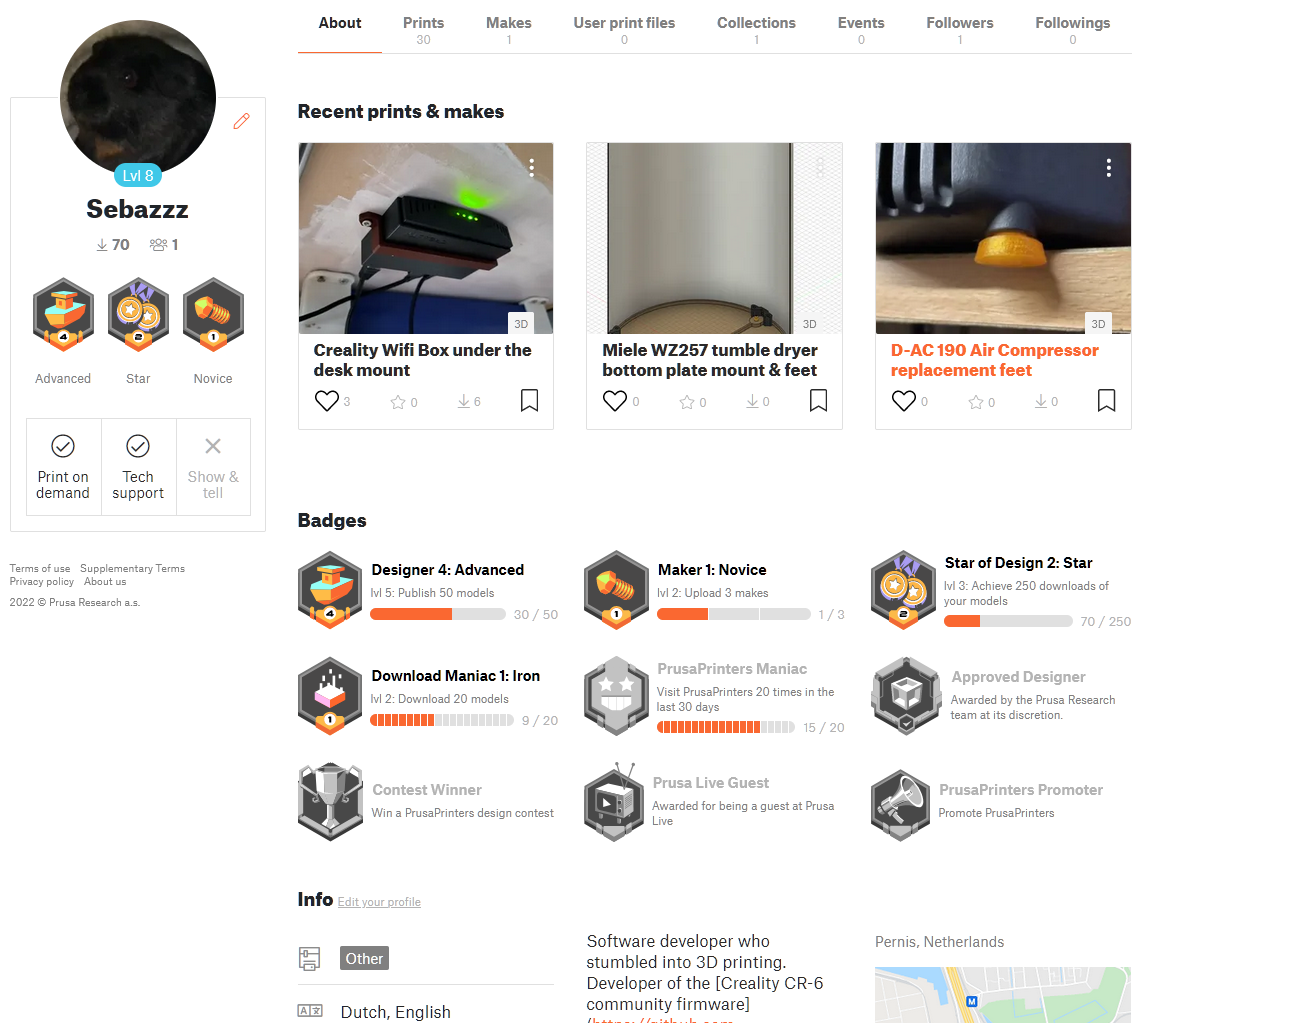 About Prints Makes User print files Collections Events Followers Followings
30 1 0 1 0 1 0
Lvl 8
Sebazzz
70 1
4 2 1
Advanced Star Novice
Print on demand
Tech support
Show & tell
Terms of use Supplementary Terms
Privacy policy About us
2022 © Prusa Research a.s.
Recent prints & makes
3D
Creality Wifi Box under the
desk mount
3 0 6
3D
Miele WZ257 tumble dryer
bottom plate mount & feet
0 0 0
3D
D-AC 190 Air Compressor
replacement feet
0 0 0
Badges
4
Designer 4: Advanced
lvl 5: Publish 50 models
30 / 50
1
Maker 1: Novice
lvl 2: Upload 3 makes
1 / 3
2
Star of Design 2: Star
lvl 3: Achieve 250 downloads of
your models
70 / 250
1
Download Maniac 1: Iron
lvl 2: Download 20 models
9 / 20
PrusaPrinters Maniac
Visit PrusaPrinters 20 times in the
last 30 days
15 / 20
Approved Designer
Awarded by the Prusa Research
team at its discretion.
Contest Winner
Win a PrusaPrinters design contest
Prusa Live Guest
Awarded for being a guest at Prusa
Live
PrusaPrinters Promoter
Promote PrusaPrinters
Info Edit your profile
Other
A 文
Dutch, English
Software developer who
stumbled into 3D printing.
Developer of the [Creality CR-6
community firmware]
(https://github.com
Pernis, Netherlands
M